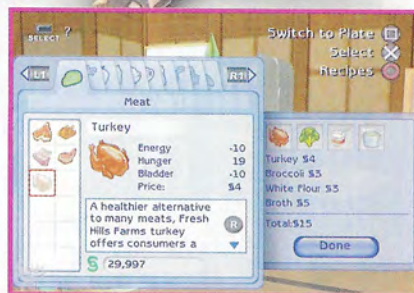 SELECT ?
Switch to Plate
Select
Recipes
L1
R1
Meat
Turkey
Energy -10
Hunger 19
Bladder -10
Price: $4
A healthier alternative
to many meats, Fresh
Hills Farms turkey
offers consumers a
R
29,997
Turkey $4
Broccoli $3
White Flour $3
Broth $5
Total:$15
Done